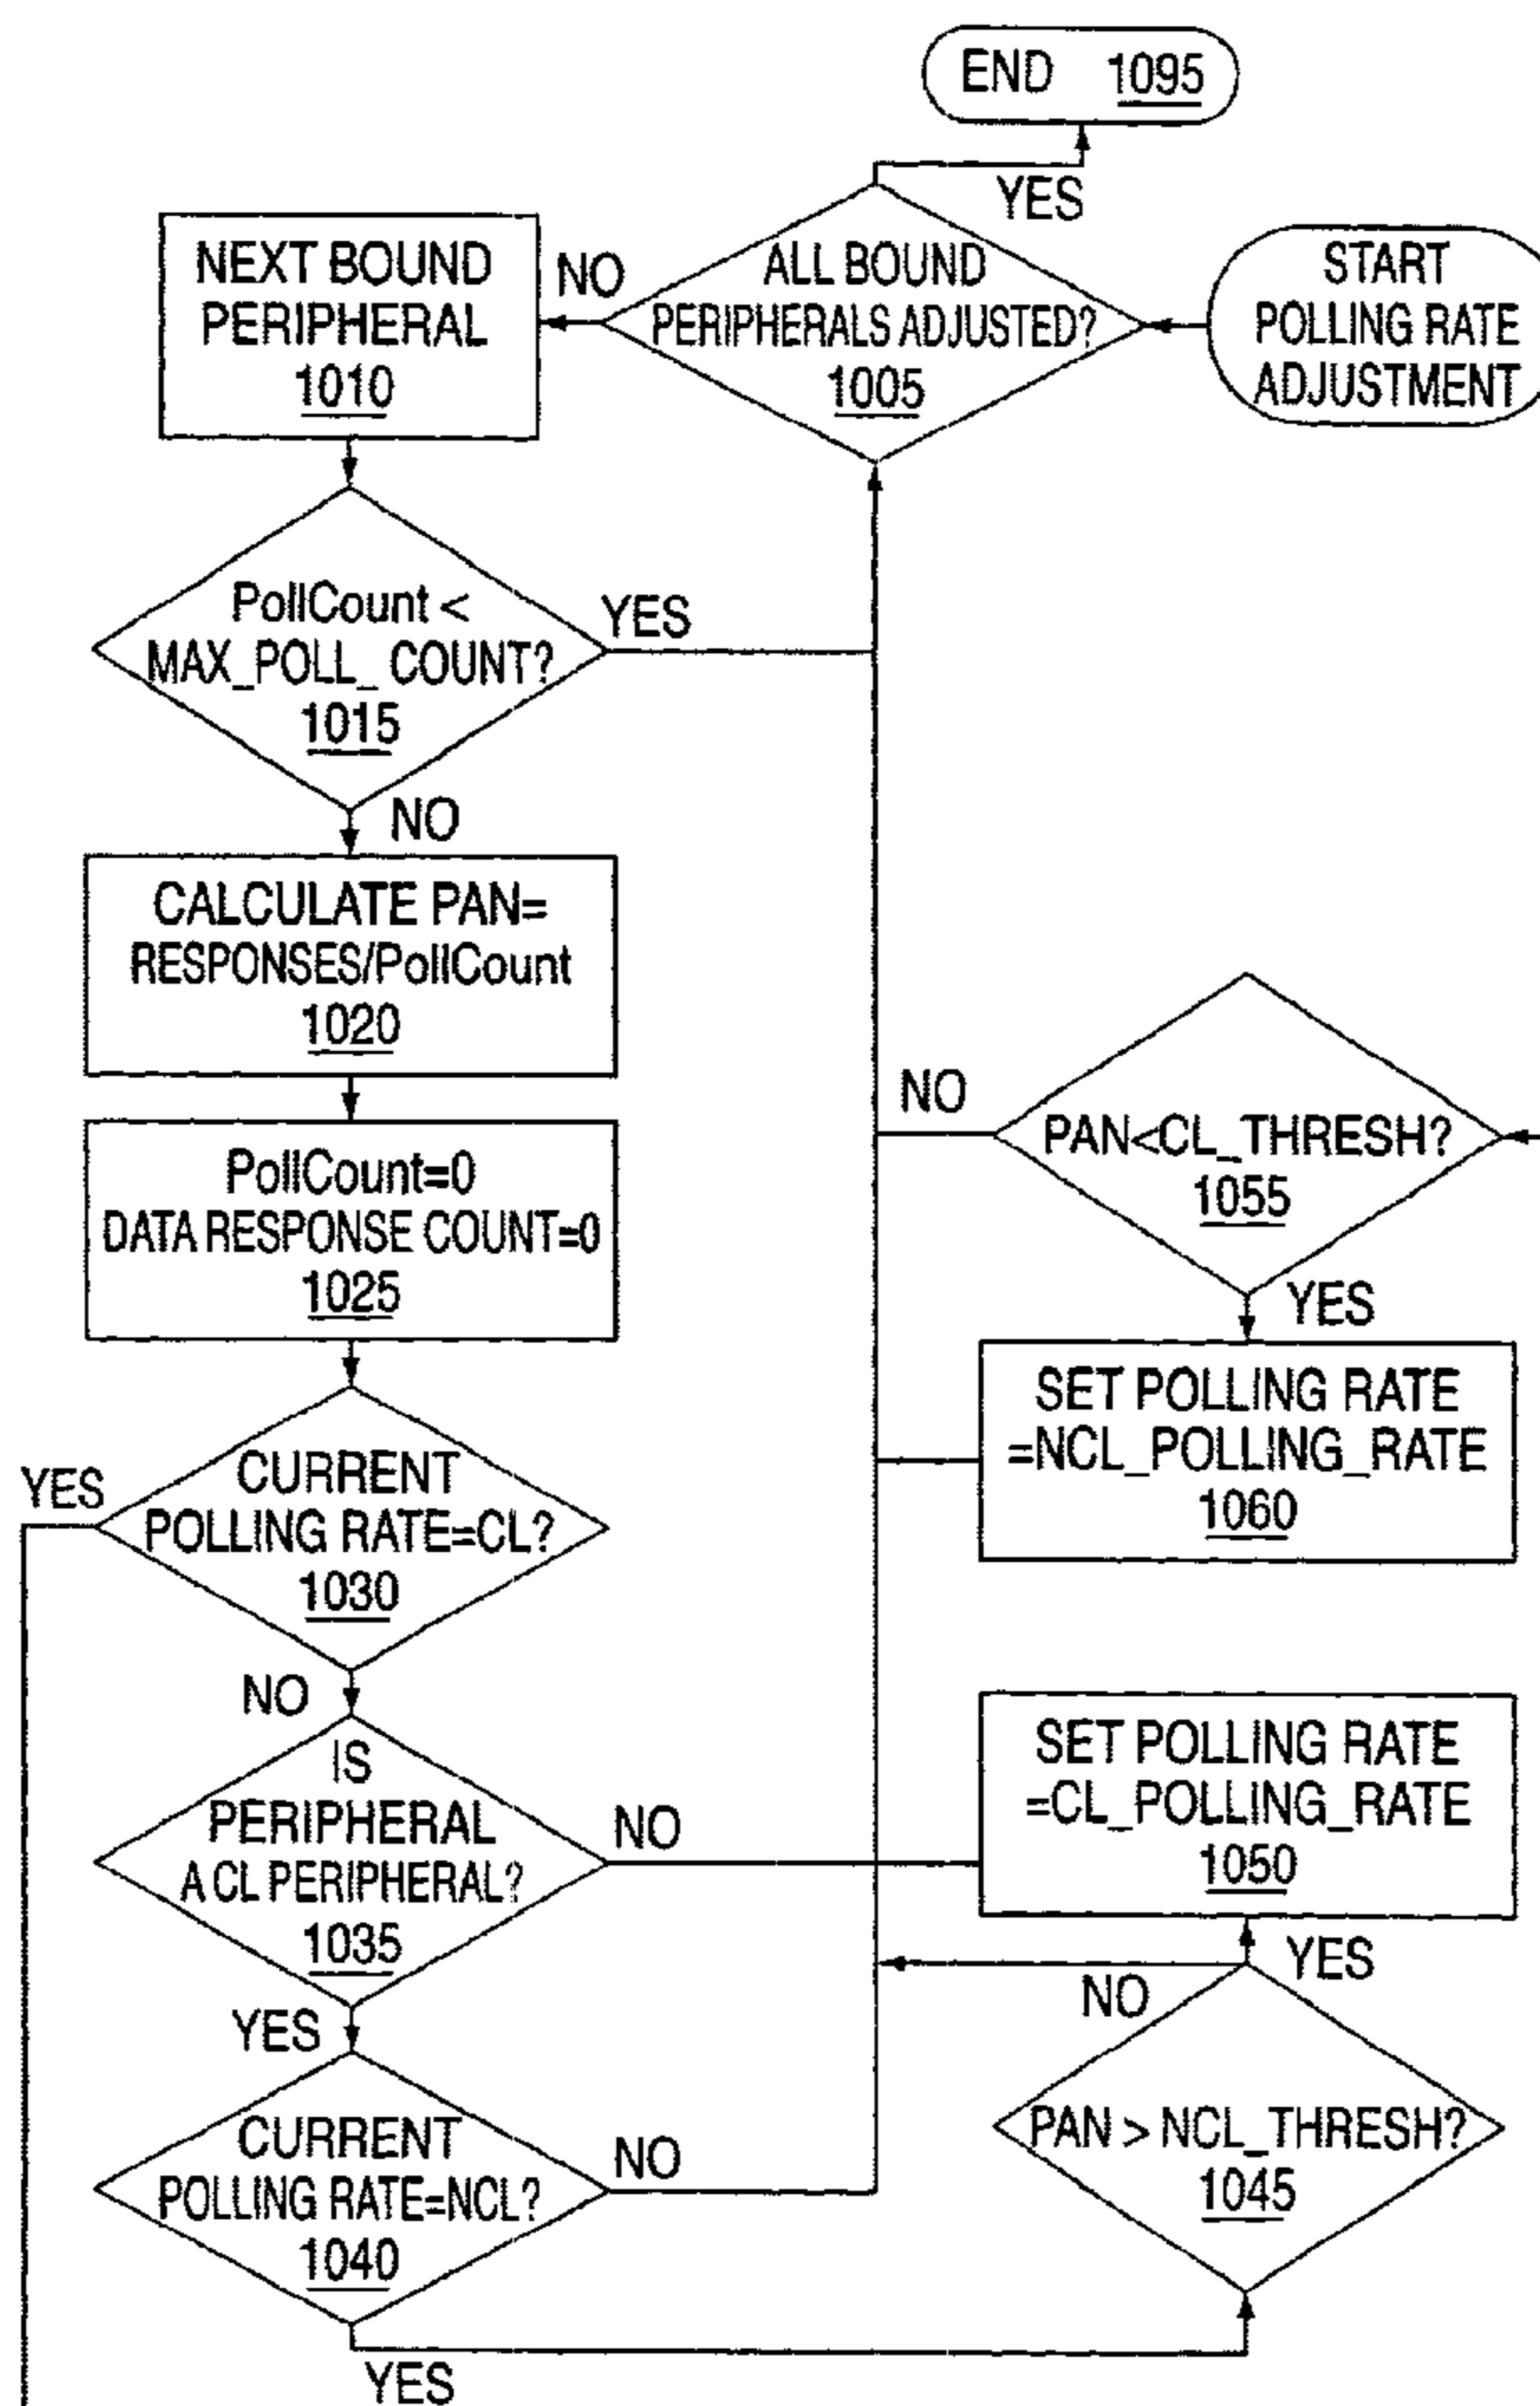 END 1095
YES
NEXT BOUND
PERIPHERAL
1010
NO
ALL BOUND
PERIPHERALS ADJUSTED?
1005
START
POLLING RATE
ADJUSTMENT
PollCount <
MAX_POLL_ COUNT?
1015
YES
NO
CALCULATE PAN=
RESPONSES/PollCount
1020
NO
PAN<CL_THRESH?
1055
PollCount=0
DATA RESPONSE COUNT=0
1025
YES
SET POLLING RATE
=NCL_POLLING_RATE
1060
YES
CURRENT
POLLING RATE=CL?
1030
NO
IS
PERIPHERAL
A CL PERIPHERAL?
1035
NO
SET POLLING RATE
=CL_POLLING_RATE
1050
YES
NO
YES
CURRENT
POLLING RATE=NCL?
1040
NO
PAN > NCL_THRESH?
1045
YES